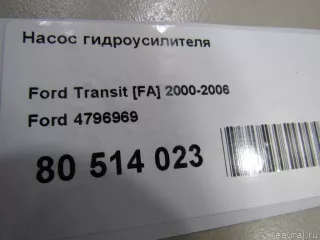 Насос гидроусилителя
Ford Transit [FA] 2000-2006
Ford 4796969
80 514 023